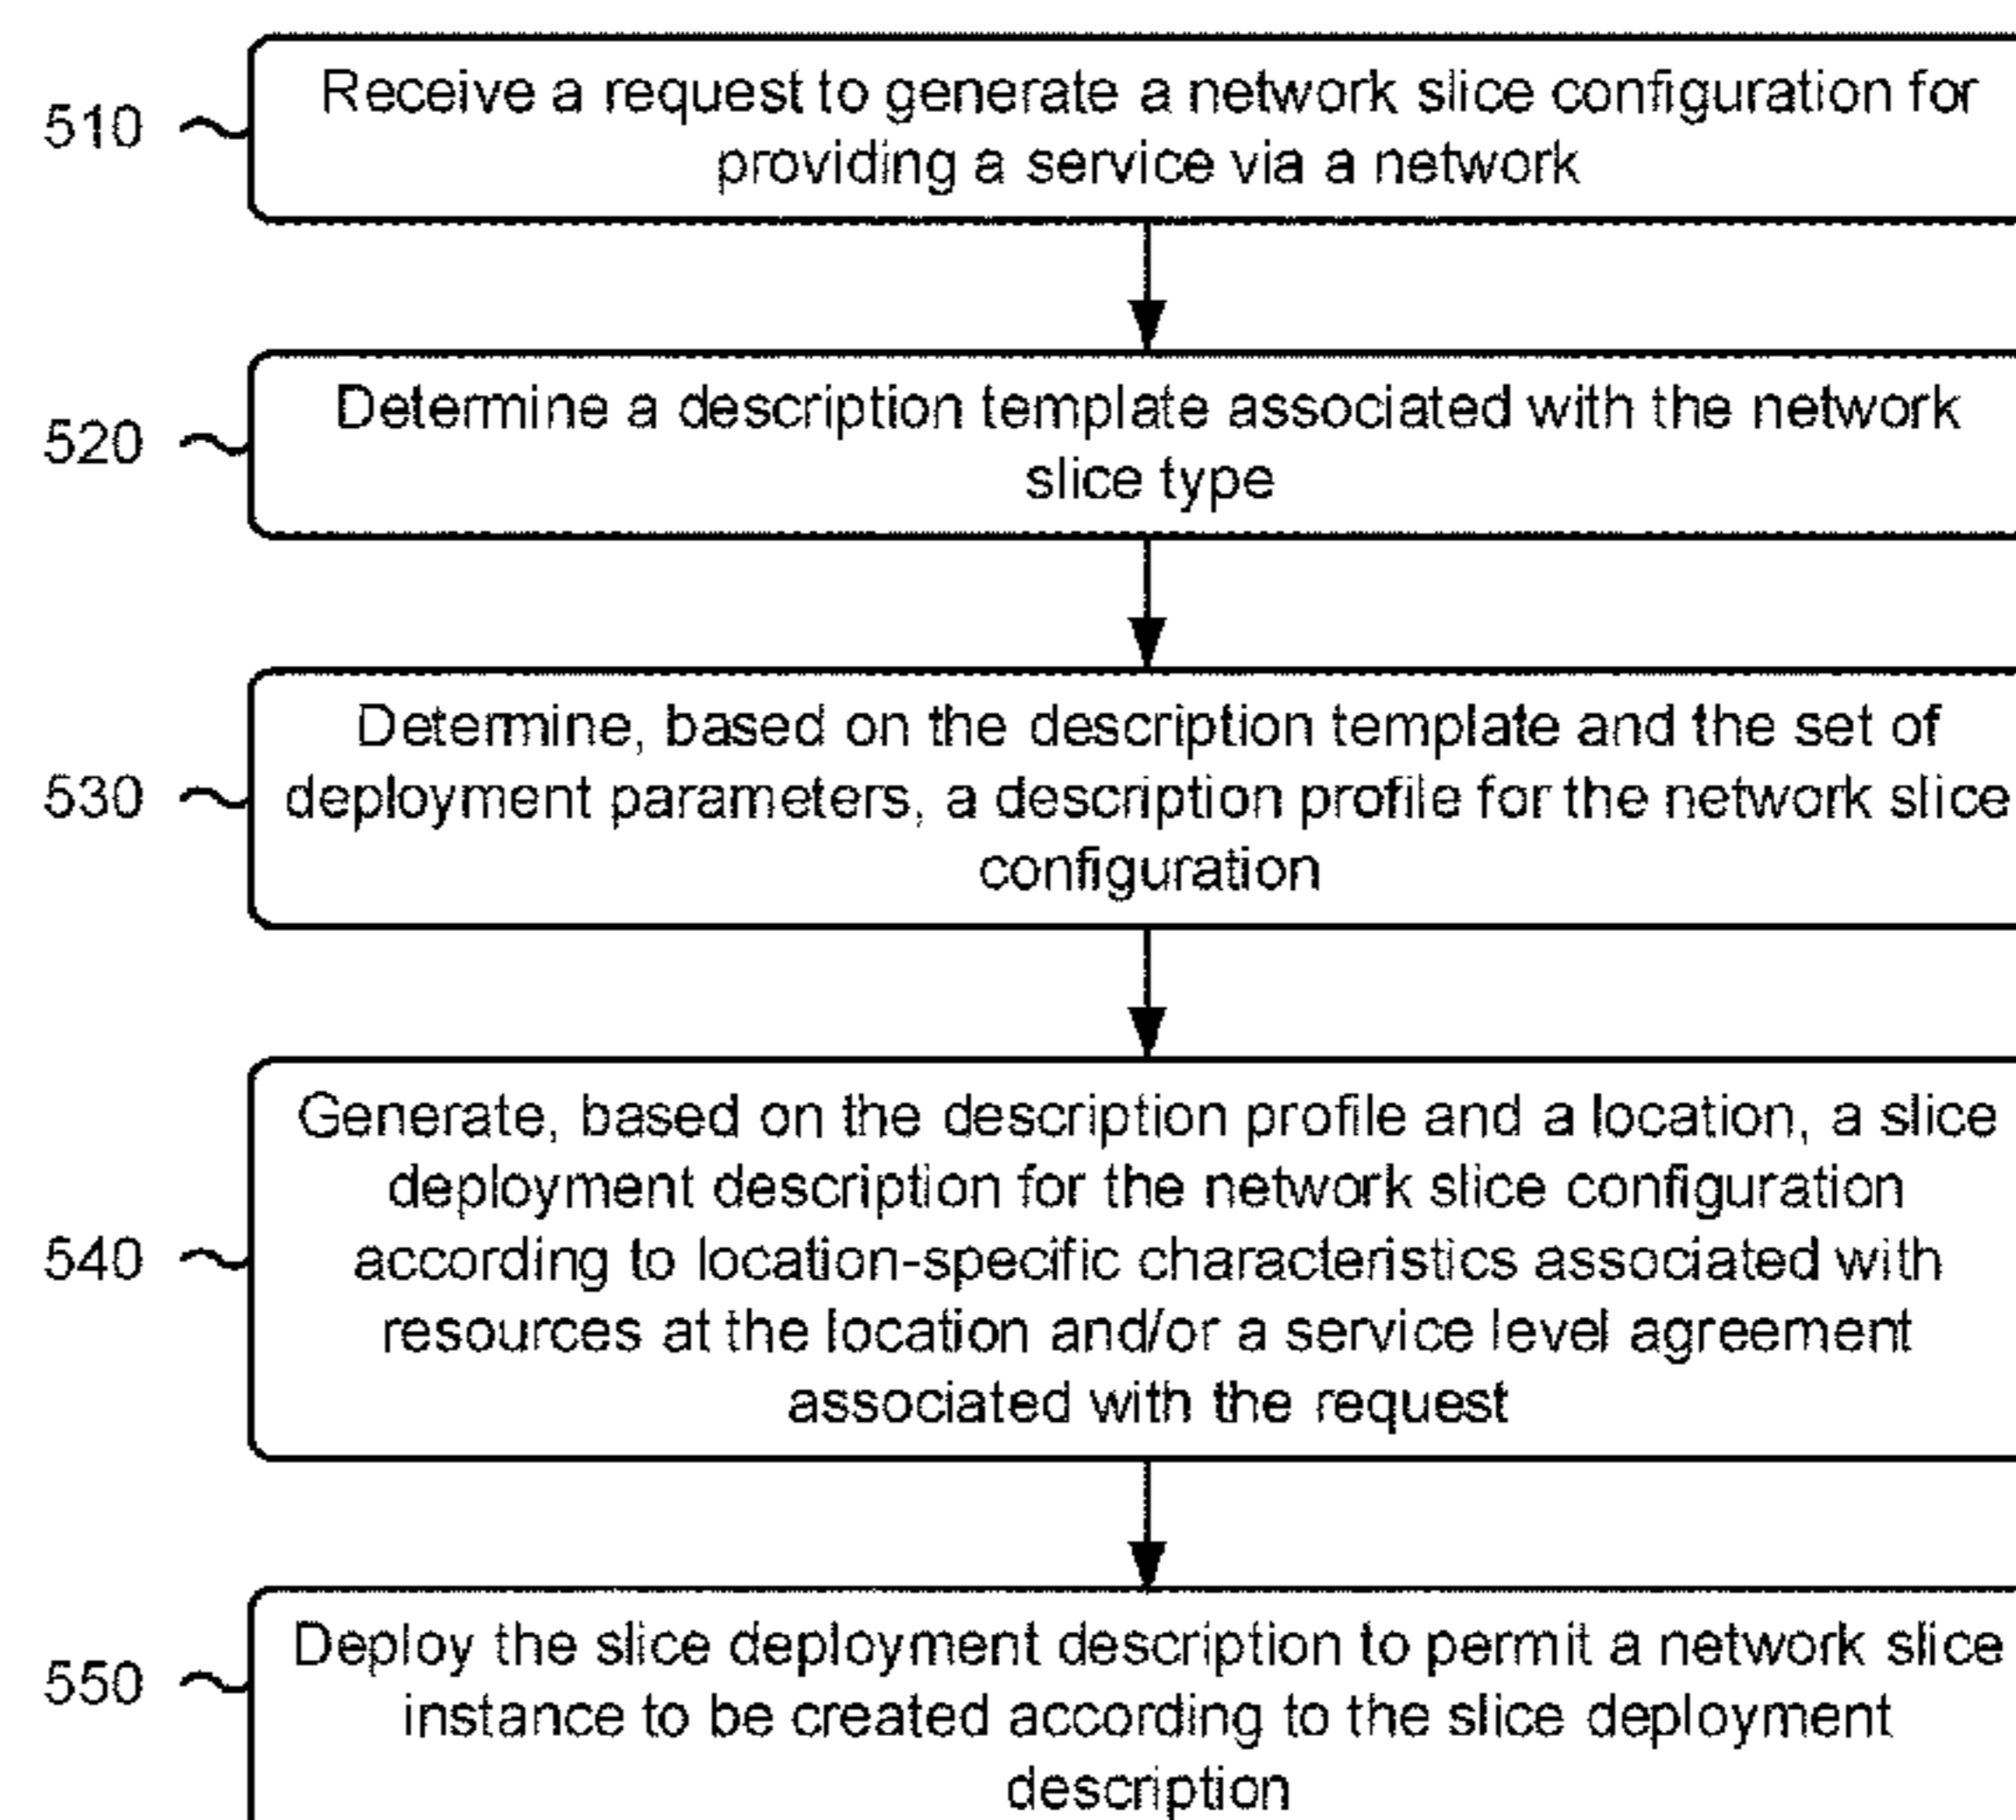 510
Receive a request to generate a network slice configuration for
providing a service via a network
520
Determine a description template associated with the network
slice type
530
Determine, based on the description template and the set of
deployment parameters, a description profile for the network slice
configuration
540
Generate, based on the description profile and a location, a slice
deployment description for the network slice configuration
according to location-specific characteristics associated with
resources at the location and/or a service level agreement
associated with the request
550
Deploy the slice deployment description to permit a network slice
instance to be created according to the slice deployment
description